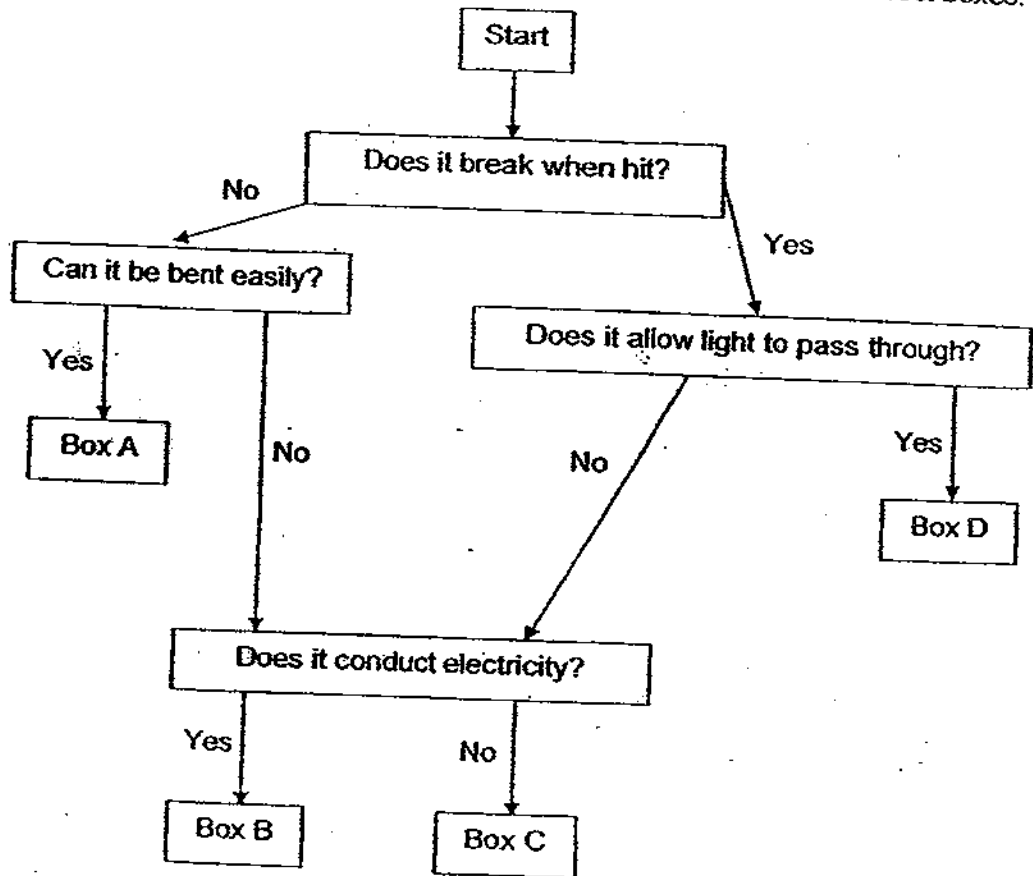 boxes.
Start
Does it break when hit?
No
Yes
Can it be bent easily?
Does it allow light to pass through?
Yes
No
No
Yes
Box A
Box D
Does it conduct electricity?
Yes
No
Box B
Box C